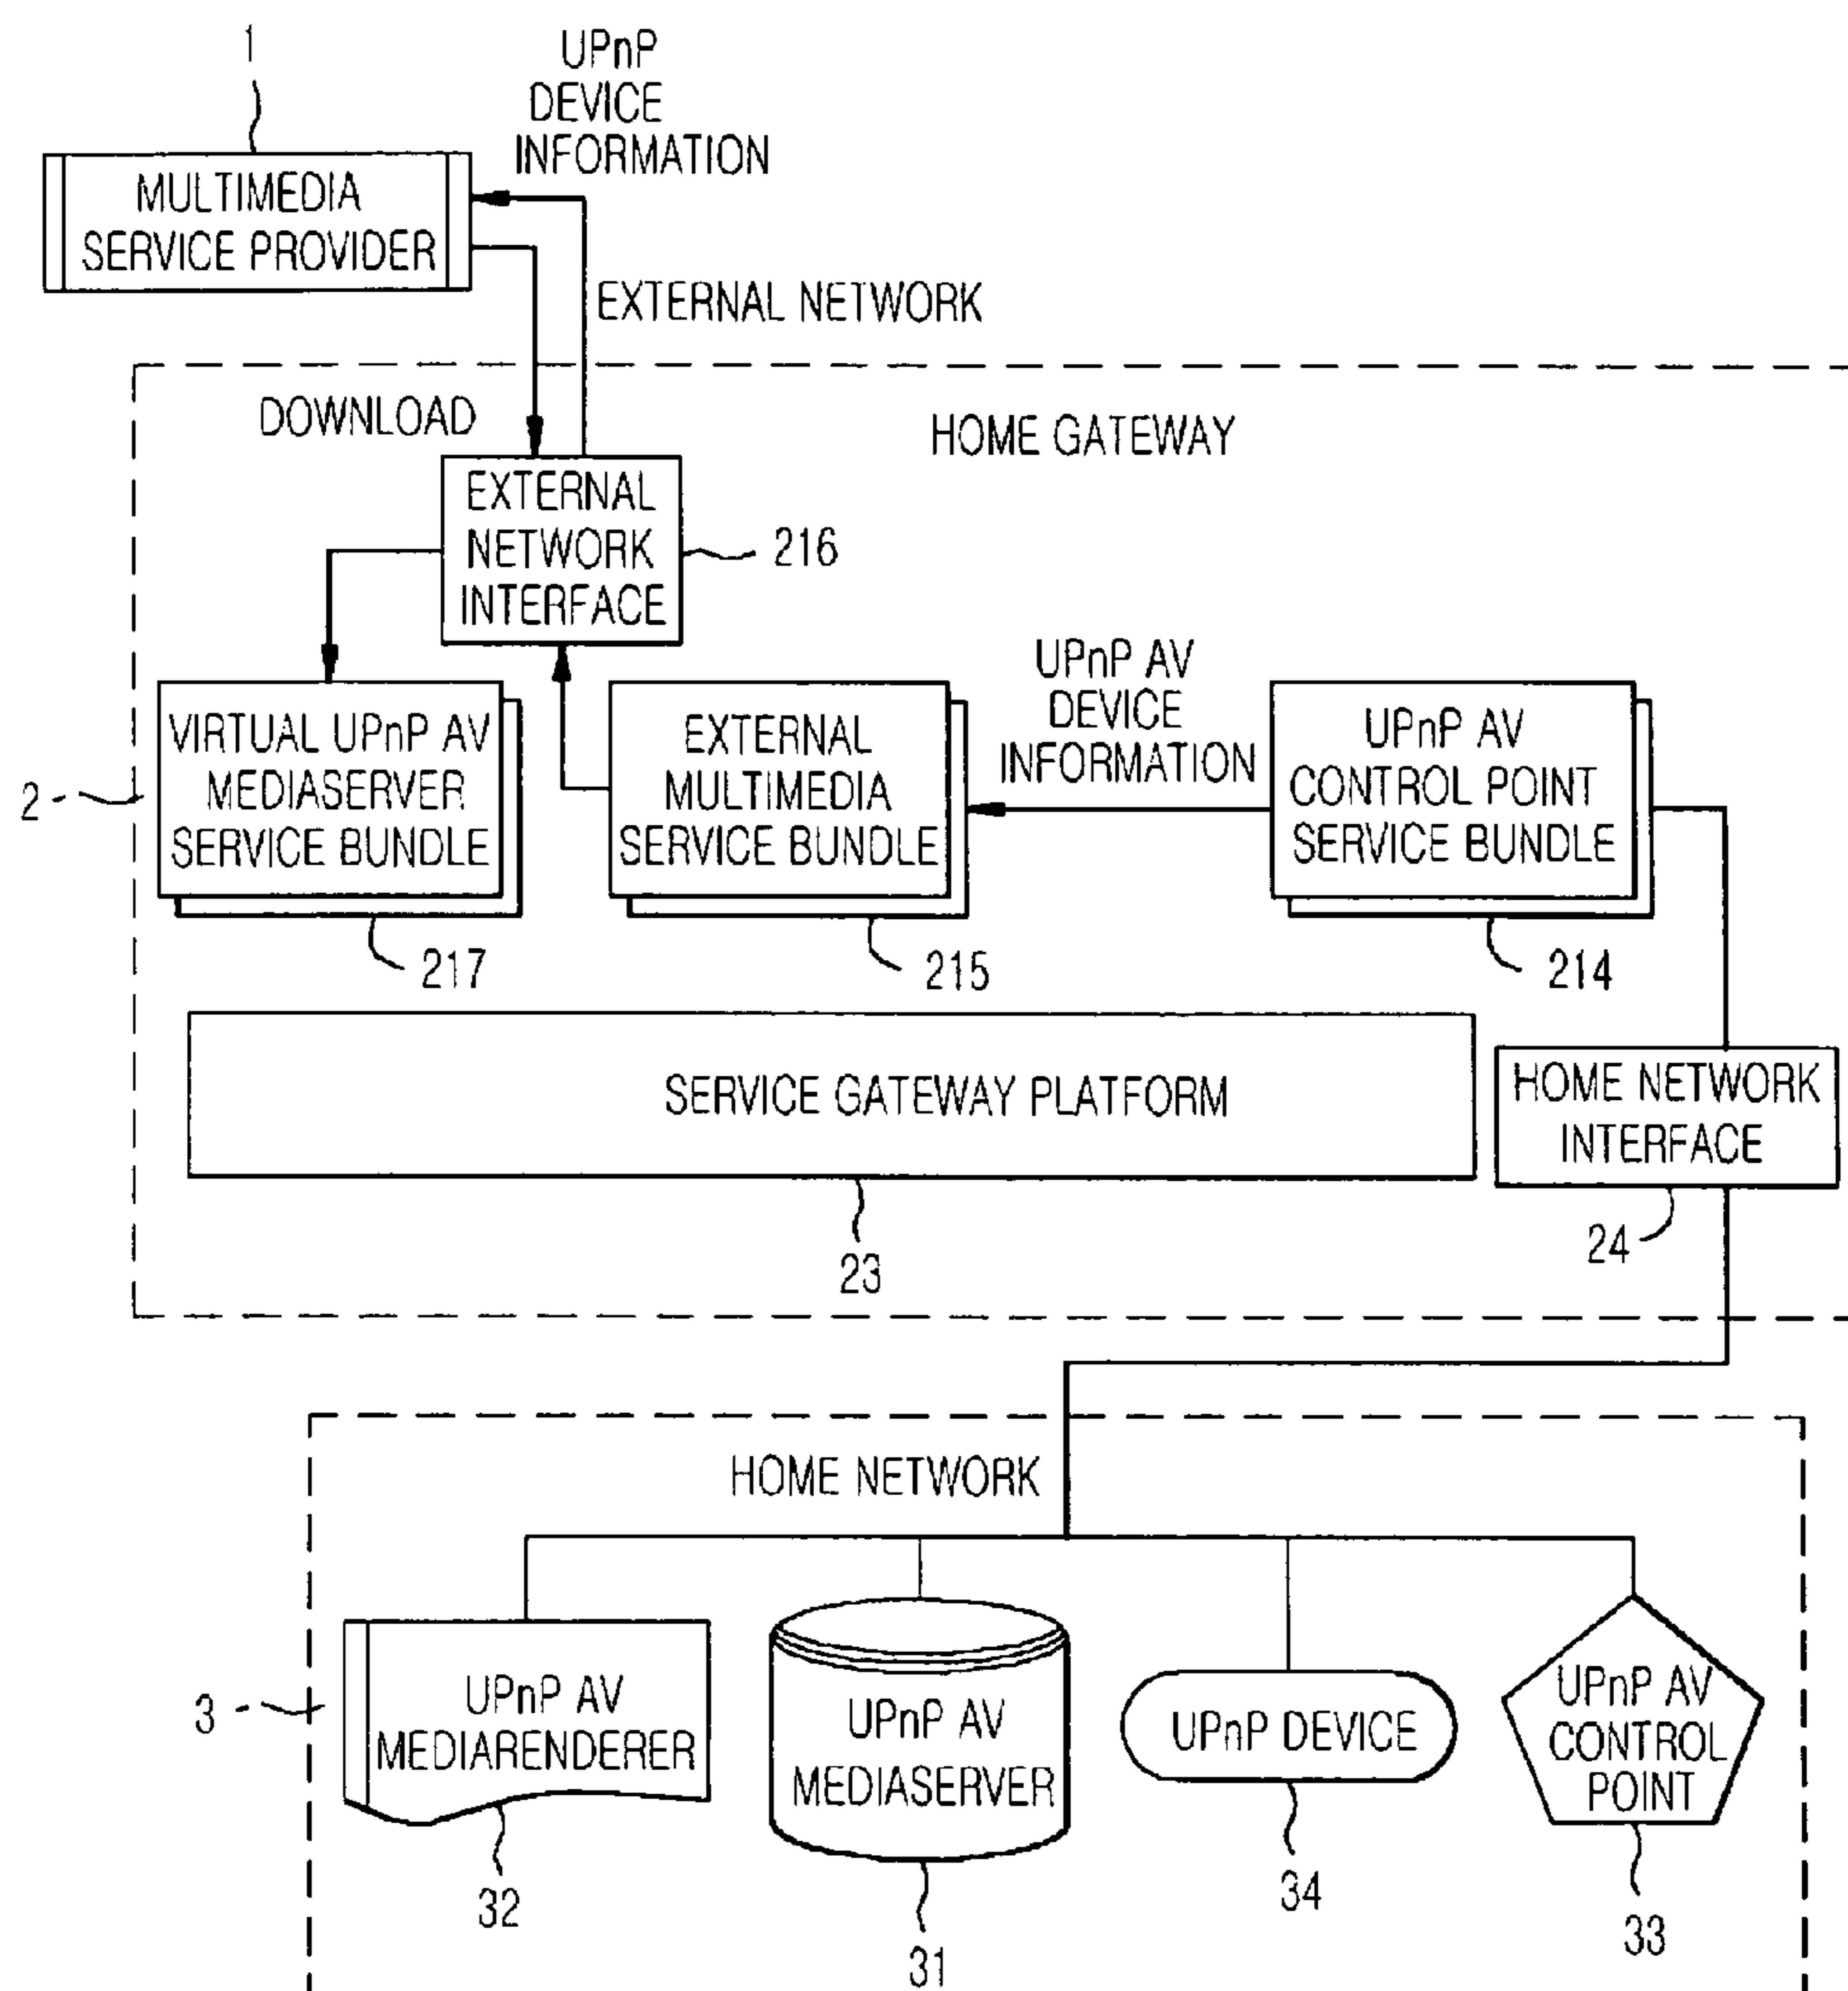 1
UPnP
DEVICE
INFORMATION
MULTIMEDIA
SERVICE PROVIDER
EXTERNAL NETWORK
DOWNLOAD
HOME GATEWAY
EXTERNAL
NETWORK
INTERFACE
216
UPnP AV
DEVICE
INFORMATION
2
VIRTUAL UPnP AV
MEDIASERVER
SERVICE BUNDLE
EXTERNAL
MULTIMEDIA
SERVICE BUNDLE
UPnP AV
CONTROL POINT
SERVICE BUNDLE
217
215
214
SERVICE GATEWAY PLATFORM
HOME NETWORK
INTERFACE
23
24
HOME NETWORK
3
UPnP AV
MEDIARENDERER
UPnP AV
MEDIASERVER
UPnP DEVICE
UPnP AV
CONTROL
POINT
32
31
34
33